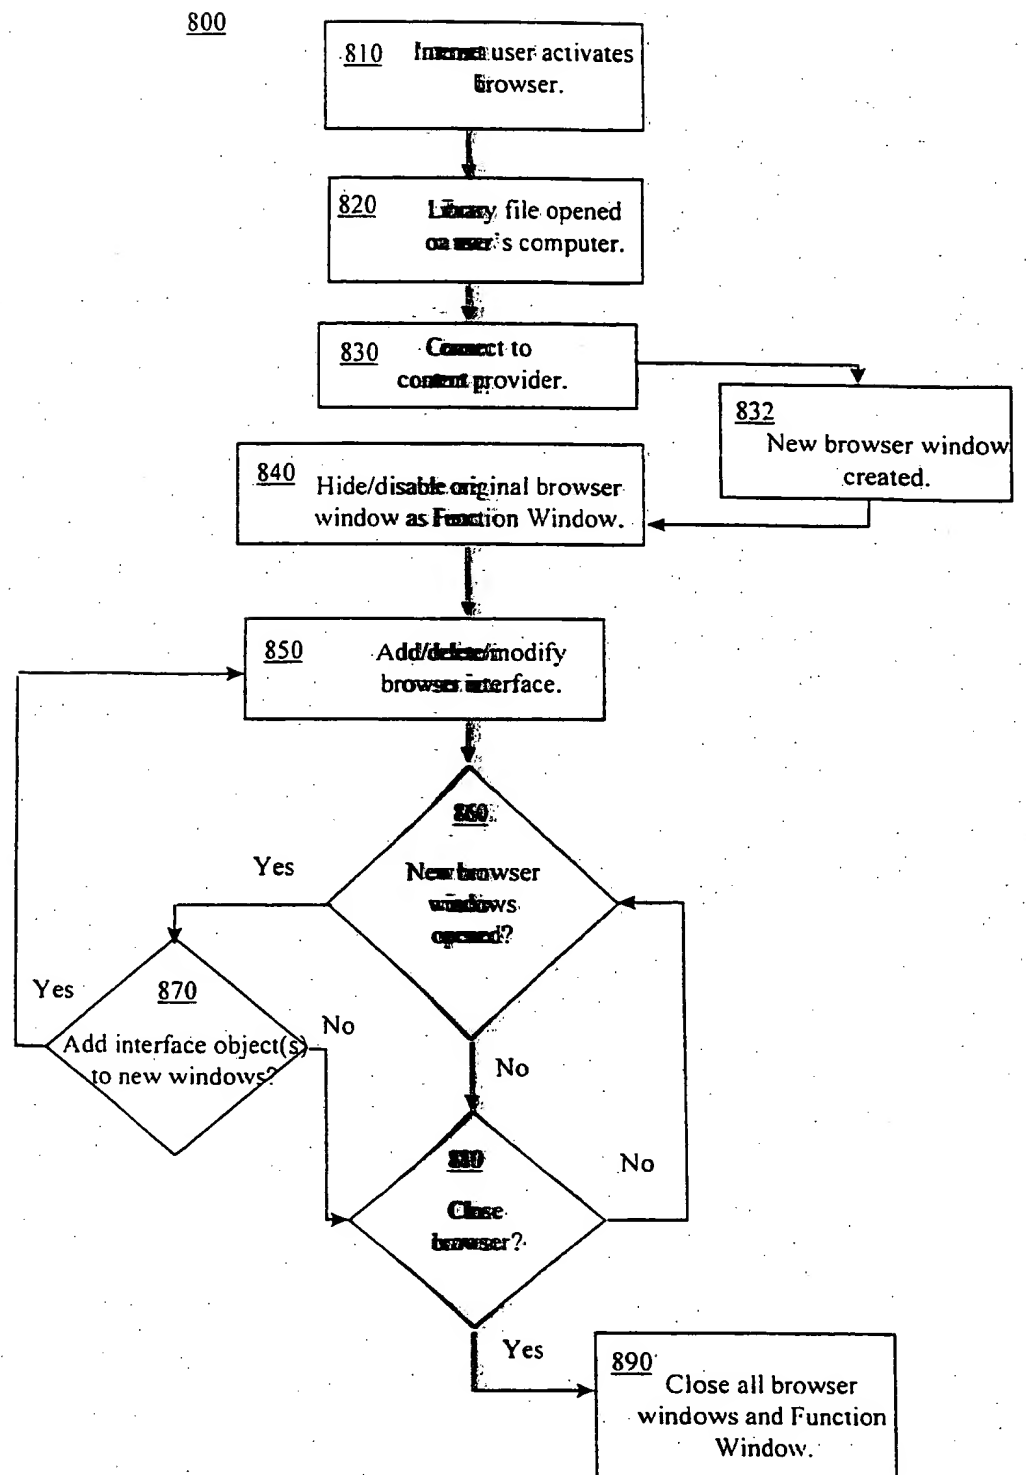 800
810 Internet user activates
browser.
820 Library file opened
on user's computer.
830 Connect to
content provider.
832
New browser window
created.
840 Hide/disable original browser
window as Function Window.
850 Add/delete/modify
browser interface.
860
New browser
windows
opened?
Yes
No
870
Add interface object(s)
to new windows?
Yes
No
880
Close
browser?
No
Yes
890
Close all browser
windows and Function
Window.